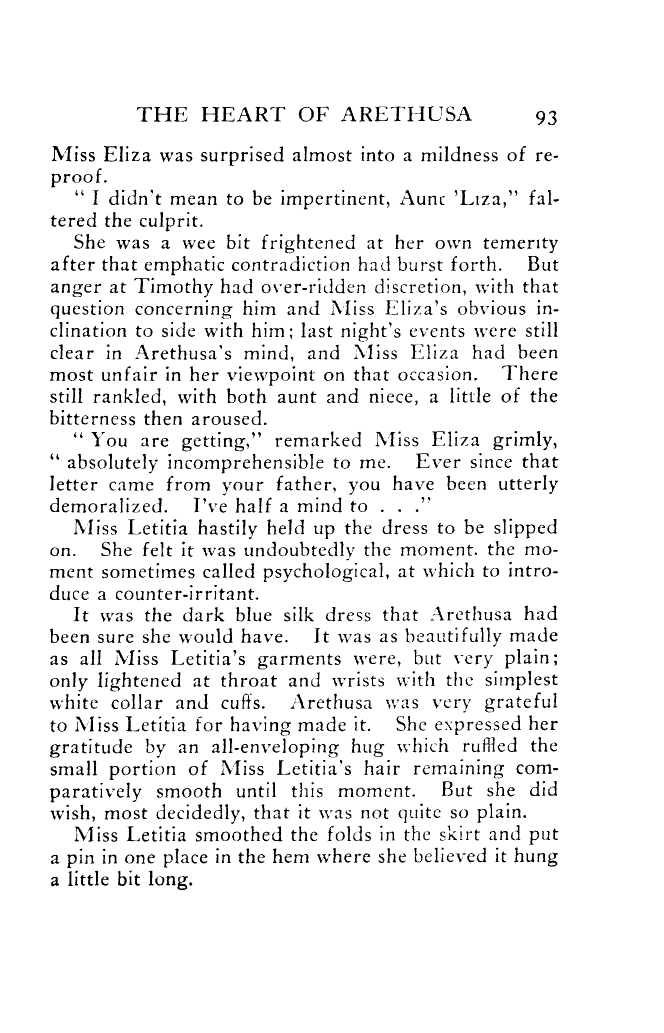 THE HEART OF ARETHUSA 93
Miss Eliza was surprised almost into a mildness of re-
proof.
“ I didn't mean to be impertinent, Aunt 'Liza,” fal-
tered the culprit.
She was a wee bit frightened at her own temerity
after that emphatic contradiction had burst forth. But
anger at Timothy had over-ridden discretion, with that
question concerning him and Miss Eliza's obvious in-
clination to side with him; last night's events were still
clear in Arethusa's mind, and Miss Eliza had been
most unfair in her viewpoint on that occasion. There
still rankled, with both aunt and niece, a little of the
bitterness then aroused.
“ You are getting,” remarked Miss Eliza grimly,
“ absolutely incomprehensible to me. Ever since that
letter came from your father, you have been utterly
demoralized. I've half a mind to . . .”
Miss Letitia hastily held up the dress to be slipped
on. She felt it was undoubtedly the moment, the mo-
ment sometimes called psychological, at which to intro-
duce a counter-irritant.
It was the dark blue silk dress that Arethusa had
been sure she would have. It was as beautifully made
as all Miss Letitia's garments were, but very plain;
only lightened at throat and wrists with the simplest
white collar and cuffs. Arethusa was very grateful
to Miss Letitia for having made it. She expressed her
gratitude by an all-enveloping hug which ruffled the
small portion of Miss Letitia's hair remaining com-
paratively smooth until this moment. But she did
wish, most decidedly, that it was not quite so plain.
Miss Letitia smoothed the folds in the skirt and put
a pin in one place in the hem where she believed it hung
a little bit long.